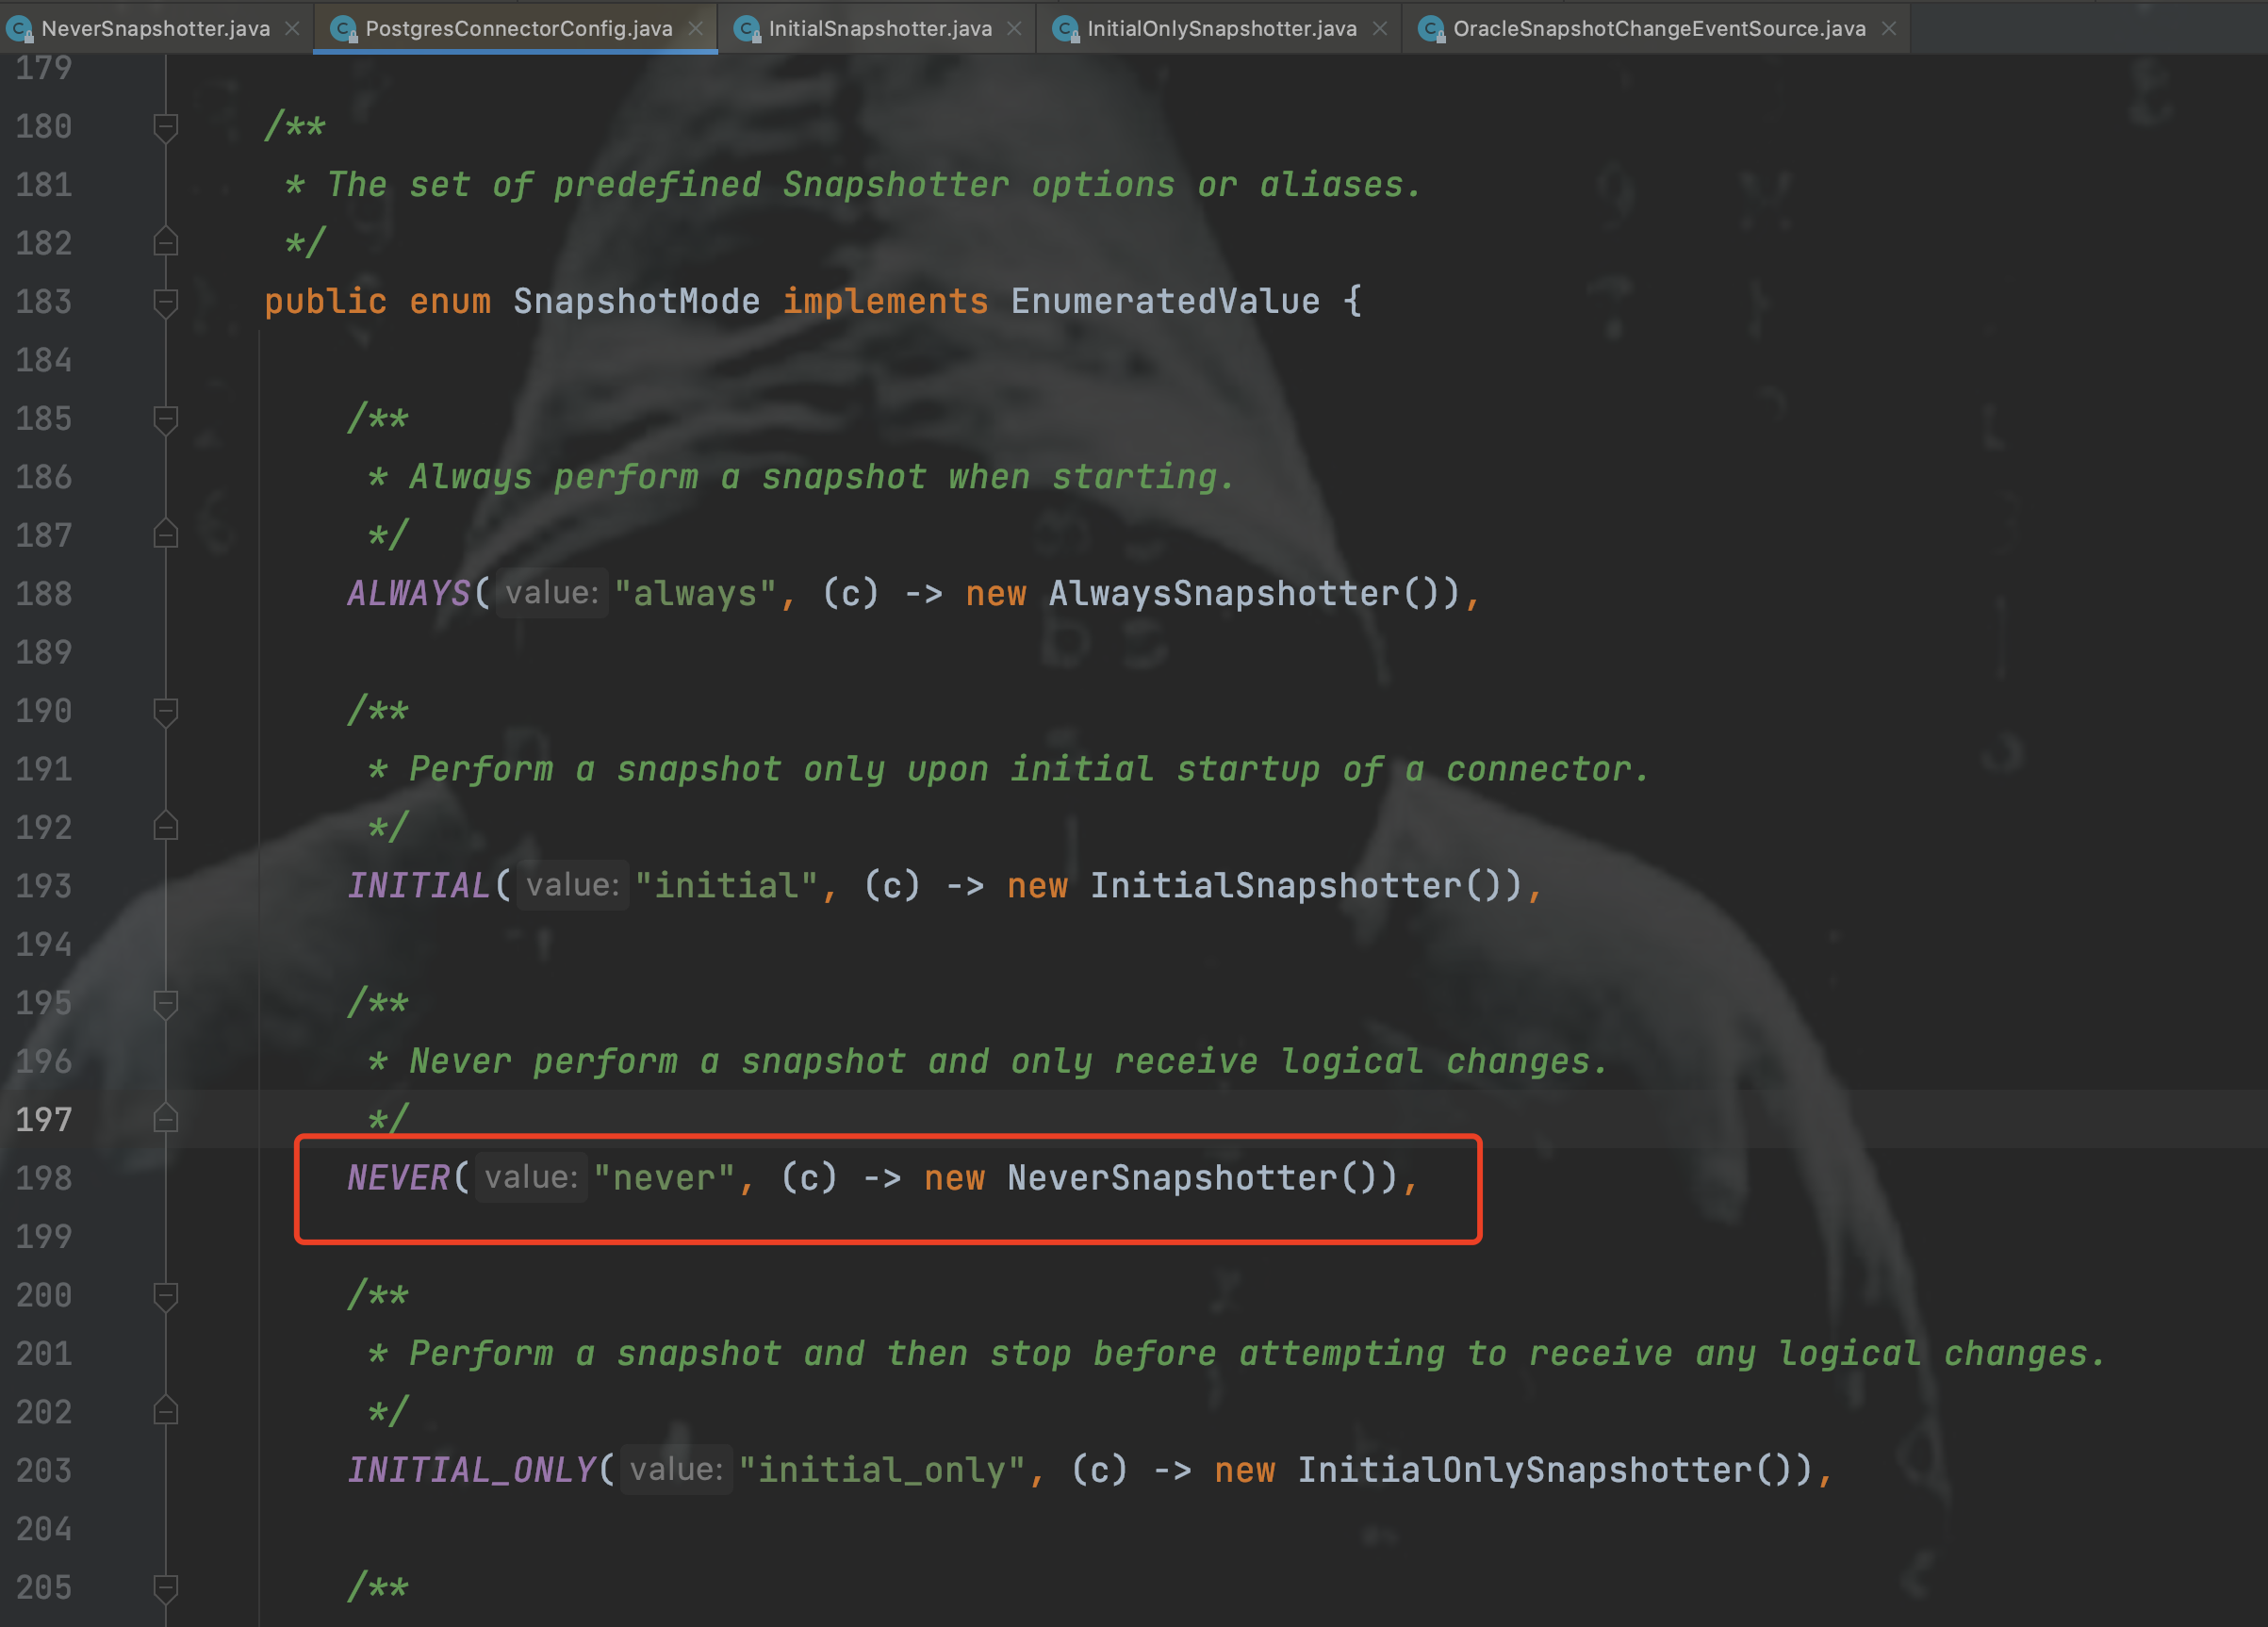 NeverSnapshotter.java PostgresConnectorConfig.java InitialSnapshotter.java InitialOnlySnapshotter.java OracleSnapshotChangeEventSource.java
179
180 /**
181 * The set of predefined Snapshotter options or aliases.
182 */
183 public enum SnapshotMode implements EnumeratedValue {
184
185 /**
186 * Always perform a snapshot when starting.
187 */
188 ALWAYS( value: "always", (c) -> new AlwaysSnapshotter()),
189
190 /**
191 * Perform a snapshot only upon initial startup of a connector.
192 */
193 INITIAL( value: "initial", (c) -> new InitialSnapshotter()),
194
195 /**
196 * Never perform a snapshot and only receive logical changes.
197 */
198 NEVER( value: "never", (c) -> new NeverSnapshotter()),
199
200 /**
201 * Perform a snapshot and then stop before attempting to receive any logical changes.
202 */
203 INITIAL_ONLY( value: "initial_only", (c) -> new InitialOnlySnapshotter()),
204
205 /**